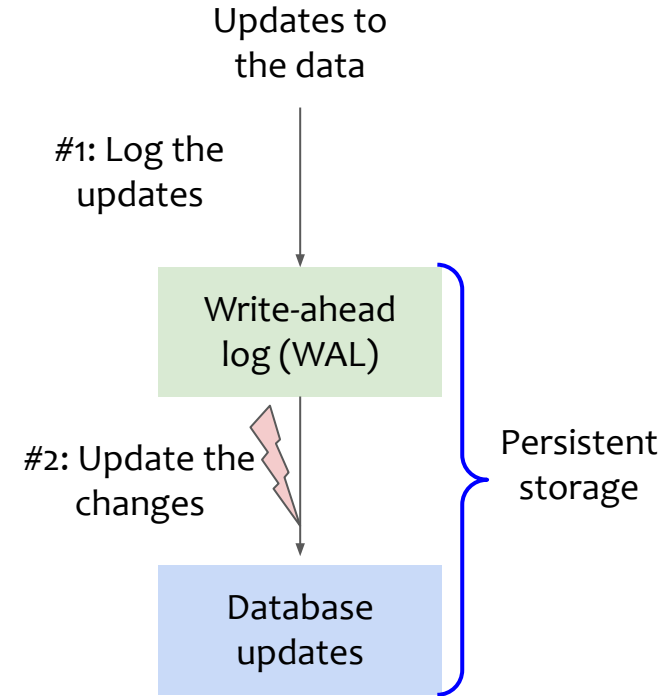 Updates to
the data
#1: Log the
updates
Write-ahead
log (WAL)
#2: Update the
changes
Persistent
storage
Database
updates